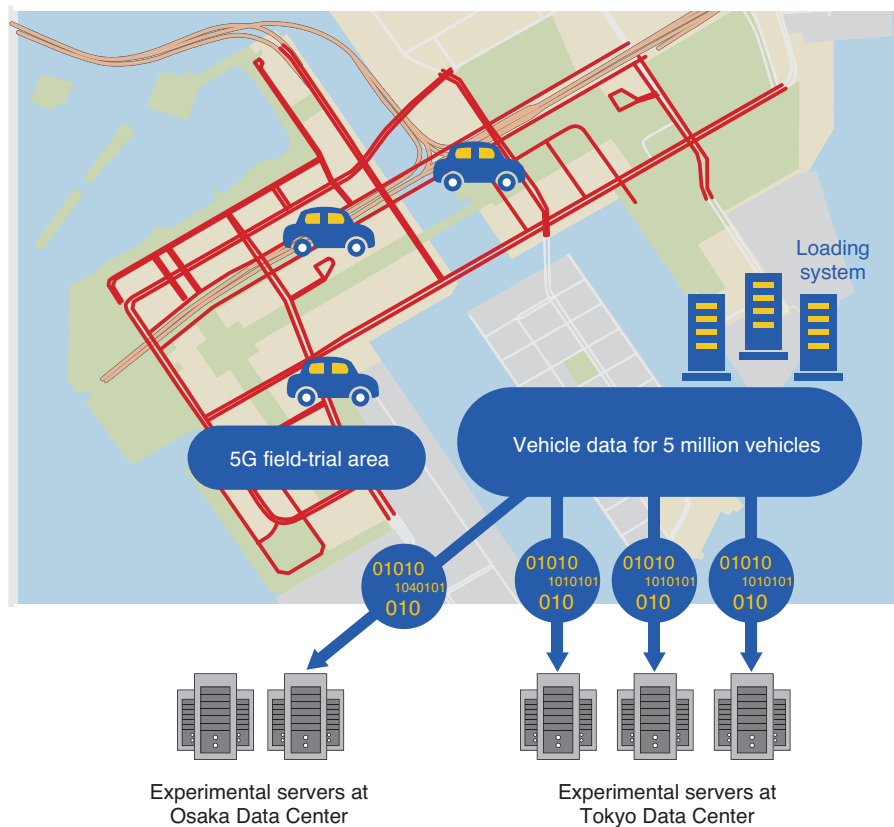 Loading
system
5G field-trial area
Vehicle data for 5 million vehicles
01010
1040101
010
01010
1010101
010
01010
1010101
010
01010
1010101
010
Experimental servers at
Osaka Data Center
Experimental servers at
Tokyo Data Center